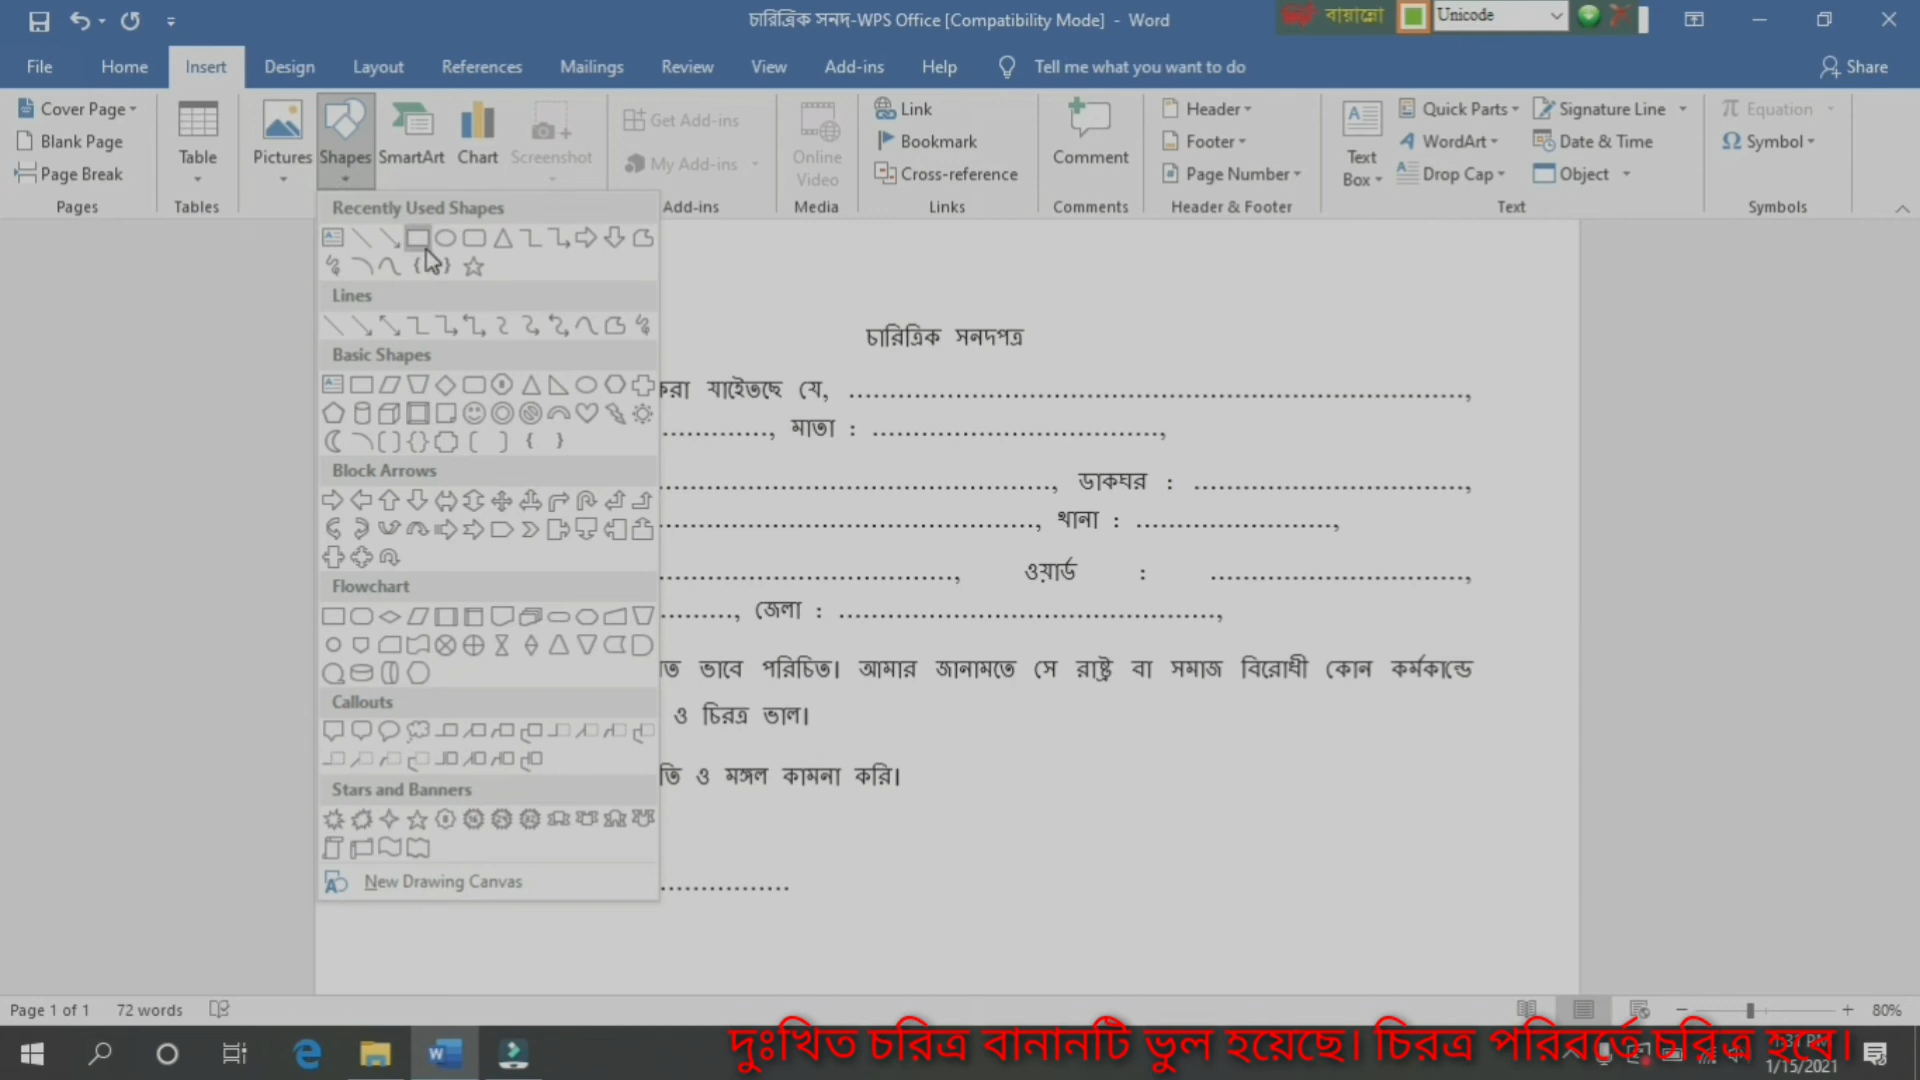 চারিত্রিক সনদ-WPS Office [Compatibility Mode] - Word
বায়ান্নো
Unicode
File Home Insert Design Layout References Mailings Review View Add-ins Help Tell me what you want to do Share
Cover Page
Blank Page
Page Break
Pages
Table
Tables
Pictures Shapes SmartArt Chart Screenshot
Get Add-ins
My Add-ins
Add-ins
Online Video
Media
Link
Bookmark
Cross-reference
Links
Comment
Comments
Header
Footer
Page Number
Header & Footer
Text Box
Quick Parts
WordArt
Drop Cap
Signature Line
Date & Time
Object
Text
Equation
Symbol
Symbols
Recently Used Shapes
Lines
Basic Shapes
Block Arrows
Flowchart
Callouts
Stars and Banners
New Drawing Canvas
চারিত্রিক সনদপত্র
করা যাইেতছে যে, ..............................................................,
............, মাতা : .............................,
........................................, ডাকঘর : ...........................,
......................................, থানা : ....................,
.............................., ওয়ার্ড : ..........................,
........, জেলা : .......................................,
ত ভাবে পরিচিত। আমার জানামতে সে রাষ্ট্র বা সমাজ বিরোধী কোন কর্মকান্ডে
ও চিরত্র ভাল।
তি ও মঙ্গল কামনা করি।
.............
Page 1 of 1 72 words 80%
দুঃখিত চরিত্র বানানটি ভুল হয়েছে। চিরত্র পরিবর্তে চরিত্র হবে।
1/15/2021